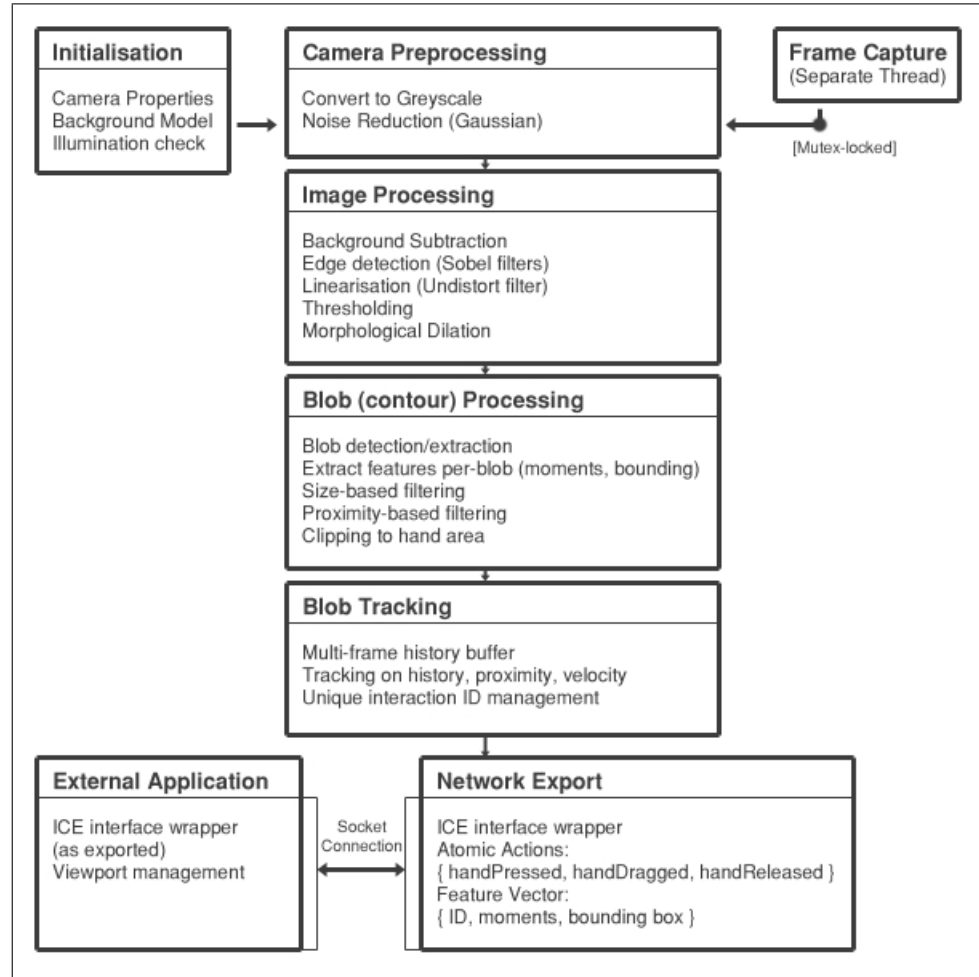 Initialisation
Camera Properties
Background Model
Illumination check
Camera Preprocessing
Convert to Greyscale
Noise Reduction (Gaussian)
Frame Capture
(Separate Thread)
[Mutex-locked]
Image Processing
Background Subtraction
Edge detection (Sobel filters)
Linearisation (Undistort filter)
Thresholding
Morphological Dilation
Blob (contour) Processing
Blob detection/extraction
Extract features per-blob (moments, bounding)
Size-based filtering
Proximity-based filtering
Clipping to hand area
Blob Tracking
Multi-frame history buffer
Tracking on history, proximity, velocity
Unique interaction ID management
External Application
ICE interface wrapper
(as exported)
Viewport management
Socket
Connection
Network Export
ICE interface wrapper
Atomic Actions:
{ handPressed, handDragged, handReleased }
Feature Vector:
{ ID, moments, bounding box }